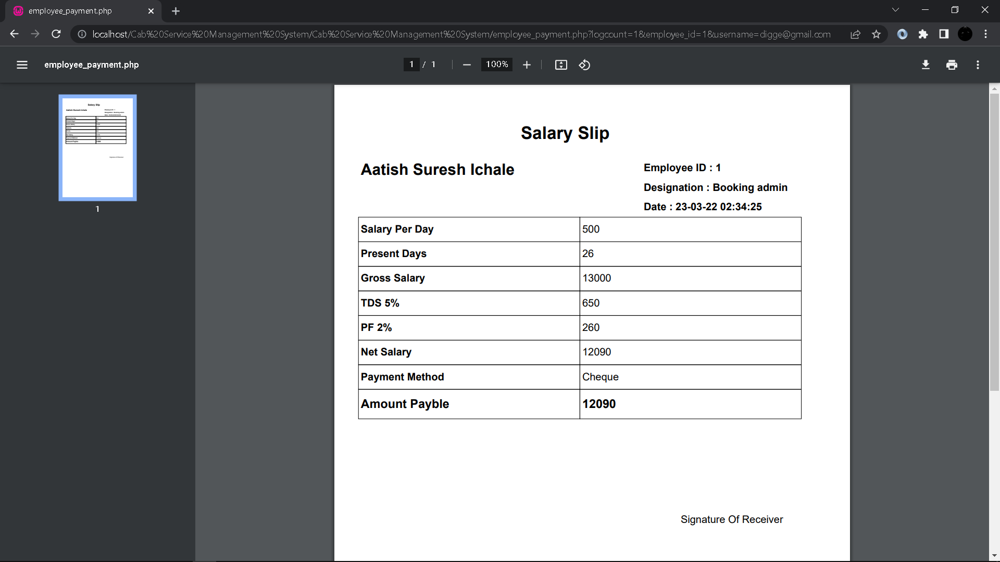 employee_payment.php
localhost/Cab%20Service%20Management%20System/Cab%20Service%20Management%20System/employee_payment.php?logcount=1&employee_id=1&username=digge@gmail.com
employee_payment.php
1 / 1
100%
Salary Slip
Aatish Suresh Ichale
Employee ID : 1
Designation : Booking admin
Date : 23-03-22 02:34:25
Salary Per Day 500
Present Days 26
Gross Salary 13000
TDS 5% 650
PF 2% 260
Net Salary 12090
Payment Method Cheque
Amount Payble 12090
Signature Of Receiver
1